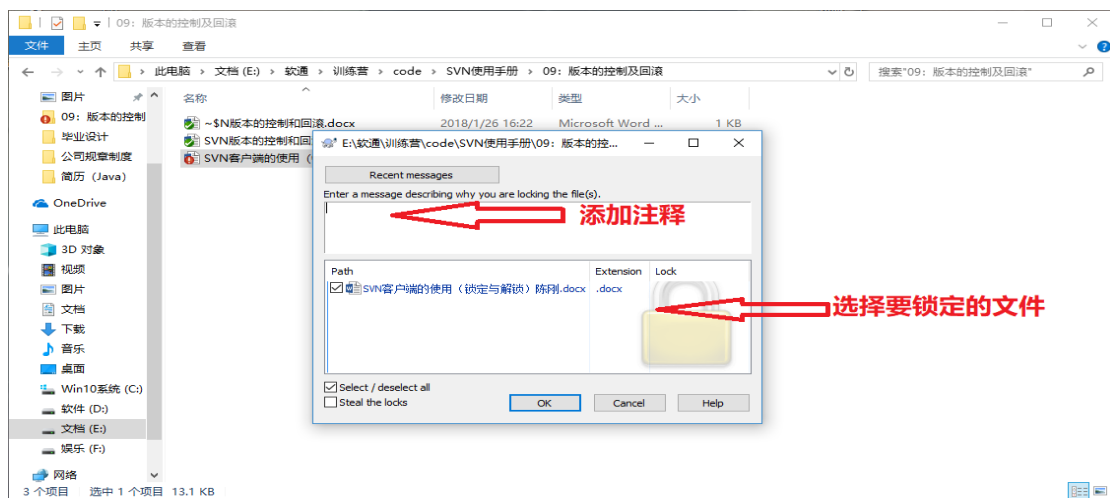 09：版本的控制及回滚
文件 主页 共享 查看
此电脑 › 文档 (E:) › 软通 › 训练营 › code › SVN使用手册 › 09：版本的控制及回滚
搜索"09：版本的控制及回滚"
名称 修改日期 类型 大小
图片
09：版本的控制
毕业设计
公司规章制度
简历（Java）
OneDrive
此电脑
3D 对象
视频
图片
文档
下载
音乐
桌面
Win10系统 (C:)
软件 (D:)
文档 (E:)
娱乐 (F:)
网络
~$N版本的控制和回滚.docx 2018/1/26 16:22 Microsoft Word ... 1 KB
SVN版本的控制和回
SVN客户端的使用（
E:\软通\训练营\code\SVN使用手册\09：版本的控...
Recent messages
Enter a message describing why you are locking the file(s).
添加注释
Path Extension Lock
SVN客户端的使用（锁定与解锁）陈刚.docx .docx
选择要锁定的文件
Select / deselect all
Steal the locks
OK Cancel Help
3 个项目 选中 1 个项目 13.1 KB